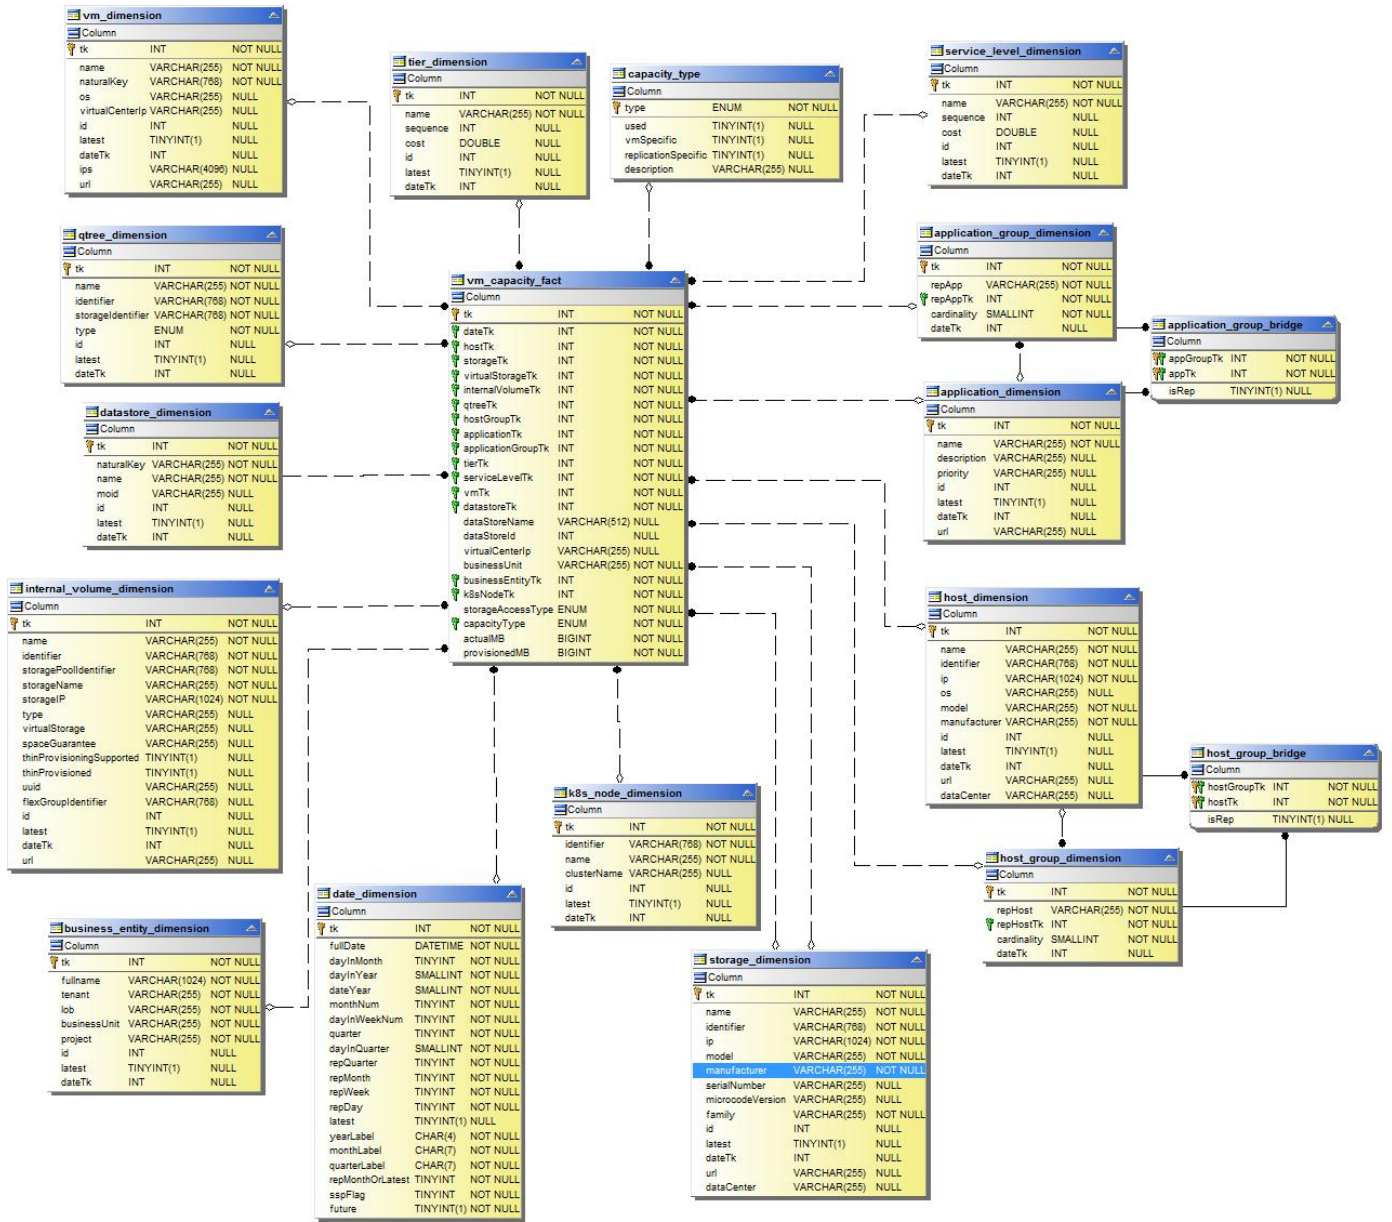 vm_dimension
Column
tk INT NOT NULL
name VARCHAR(255) NOT NULL
naturalKey VARCHAR(768) NOT NULL
os VARCHAR(255) NULL
virtualCenterIp VARCHAR(255) NULL
id INT NULL
latest TINYINT(1) NULL
dateTk INT NULL
ips VARCHAR(4096) NULL
url VARCHAR(255) NULL
tier_dimension
Column
tk INT NOT NULL
name VARCHAR(255) NOT NULL
sequence INT NULL
cost DOUBLE NULL
id INT NULL
latest TINYINT(1) NULL
dateTk INT NULL
capacity_type
Column
type ENUM NOT NULL
used TINYINT(1) NULL
vmSpecific TINYINT(1) NULL
replicationSpecific TINYINT(1) NULL
description VARCHAR(255) NULL
service_level_dimension
Column
tk INT NOT NULL
name VARCHAR(255) NOT NULL
sequence INT NULL
cost DOUBLE NULL
id INT NULL
latest TINYINT(1) NULL
dateTk INT NULL
qtree_dimension
Column
tk INT NOT NULL
name VARCHAR(255) NOT NULL
identifier VARCHAR(768) NOT NULL
storageIdentifier VARCHAR(768) NOT NULL
type ENUM NOT NULL
id INT NULL
latest TINYINT(1) NULL
dateTk INT NULL
vm_capacity_fact
Column
tk INT NOT NULL
dateTk INT NOT NULL
hostTk INT NOT NULL
storageTk INT NOT NULL
virtualStorageTk INT NOT NULL
internalVolumeTk INT NOT NULL
qtreeTk INT NOT NULL
hostGroupTk INT NOT NULL
applicationTk INT NOT NULL
applicationGroupTk INT NOT NULL
tierTk INT NOT NULL
serviceLevelTk INT NOT NULL
vmTk INT NOT NULL
datastoreTk INT NOT NULL
dataStoreName VARCHAR(512) NULL
dataStoreId INT NULL
virtualCenterIp VARCHAR(255) NULL
businessUnit VARCHAR(255) NOT NULL
businessEntityTk INT NOT NULL
k8sNodeTk INT NOT NULL
storageAccessType ENUM NOT NULL
capacityType ENUM NOT NULL
actualMB BIGINT NOT NULL
provisionedMB BIGINT NOT NULL
application_group_dimension
Column
tk INT NOT NULL
repApp VARCHAR(255) NOT NULL
repAppTk INT NOT NULL
cardinality SMALLINT NOT NULL
dateTk INT NULL
application_group_bridge
Column
appGroupTk INT NOT NULL
appTk INT NOT NULL
isRep TINYINT(1) NULL
application_dimension
Column
tk INT NOT NULL
name VARCHAR(255) NOT NULL
description VARCHAR(255) NULL
priority VARCHAR(255) NULL
id INT NULL
latest TINYINT(1) NULL
dateTk INT NULL
url VARCHAR(255) NULL
datastore_dimension
Column
tk INT NOT NULL
naturalKey VARCHAR(255) NOT NULL
name VARCHAR(255) NOT NULL
moid VARCHAR(255) NULL
id INT NULL
latest TINYINT(1) NULL
dateTk INT NULL
internal_volume_dimension
Column
tk INT NOT NULL
name VARCHAR(255) NOT NULL
identifier VARCHAR(768) NOT NULL
storagePoolIdentifier VARCHAR(768) NOT NULL
storageName VARCHAR(255) NOT NULL
storageIP VARCHAR(1024) NOT NULL
type VARCHAR(255) NULL
virtualStorage VARCHAR(255) NULL
spaceGuarantee VARCHAR(255) NULL
thinProvisioningSupported TINYINT(1) NULL
thinProvisioned TINYINT(1) NULL
uuid VARCHAR(255) NULL
flexGroupIdentifier VARCHAR(768) NULL
id INT NULL
latest TINYINT(1) NULL
dateTk INT NULL
url VARCHAR(255) NULL
host_dimension
Column
tk INT NOT NULL
name VARCHAR(255) NOT NULL
identifier VARCHAR(768) NOT NULL
ip VARCHAR(1024) NOT NULL
os VARCHAR(255) NULL
model VARCHAR(255) NOT NULL
manufacturer VARCHAR(255) NOT NULL
id INT NULL
latest TINYINT(1) NULL
dateTk INT NULL
url VARCHAR(255) NULL
dataCenter VARCHAR(255) NULL
host_group_bridge
Column
hostGroupTk INT NOT NULL
hostTk INT NOT NULL
isRep TINYINT(1) NULL
k8s_node_dimension
Column
tk INT NOT NULL
identifier VARCHAR(768) NOT NULL
name VARCHAR(255) NOT NULL
clusterName VARCHAR(255) NULL
id INT NULL
latest TINYINT(1) NULL
dateTk INT NULL
host_group_dimension
Column
tk INT NOT NULL
repHost VARCHAR(255) NOT NULL
repHostTk INT NOT NULL
cardinality SMALLINT NOT NULL
dateTk INT NULL
date_dimension
Column
tk INT NOT NULL
fullDate DATETIME NOT NULL
dayInMonth TINYINT NOT NULL
dayInYear SMALLINT NOT NULL
dateYear SMALLINT NOT NULL
monthNum TINYINT NOT NULL
dayInWeekNum TINYINT NOT NULL
quarter TINYINT NOT NULL
dayInQuarter SMALLINT NOT NULL
repQuarter TINYINT NOT NULL
repMonth TINYINT NOT NULL
repWeek TINYINT NOT NULL
repDay TINYINT NOT NULL
latest TINYINT(1) NULL
yearLabel CHAR(4) NOT NULL
monthLabel CHAR(7) NOT NULL
quarterLabel CHAR(7) NOT NULL
repMonthOrLatest TINYINT NOT NULL
sspFlag TINYINT NOT NULL
future TINYINT(1) NOT NULL
business_entity_dimension
Column
tk INT NOT NULL
fullname VARCHAR(1024) NOT NULL
tenant VARCHAR(255) NOT NULL
lob VARCHAR(255) NOT NULL
businessUnit VARCHAR(255) NOT NULL
project VARCHAR(255) NOT NULL
id INT NULL
latest TINYINT(1) NULL
dateTk INT NULL
storage_dimension
Column
tk INT NOT NULL
name VARCHAR(255) NOT NULL
identifier VARCHAR(768) NOT NULL
ip VARCHAR(1024) NOT NULL
model VARCHAR(255) NOT NULL
manufacturer VARCHAR(255) NOT NULL
serialNumber VARCHAR(255) NULL
microcodeVersion VARCHAR(255) NULL
family VARCHAR(255) NOT NULL
id INT NULL
latest TINYINT(1) NULL
dateTk INT NULL
url VARCHAR(255) NULL
dataCenter VARCHAR(255) NULL